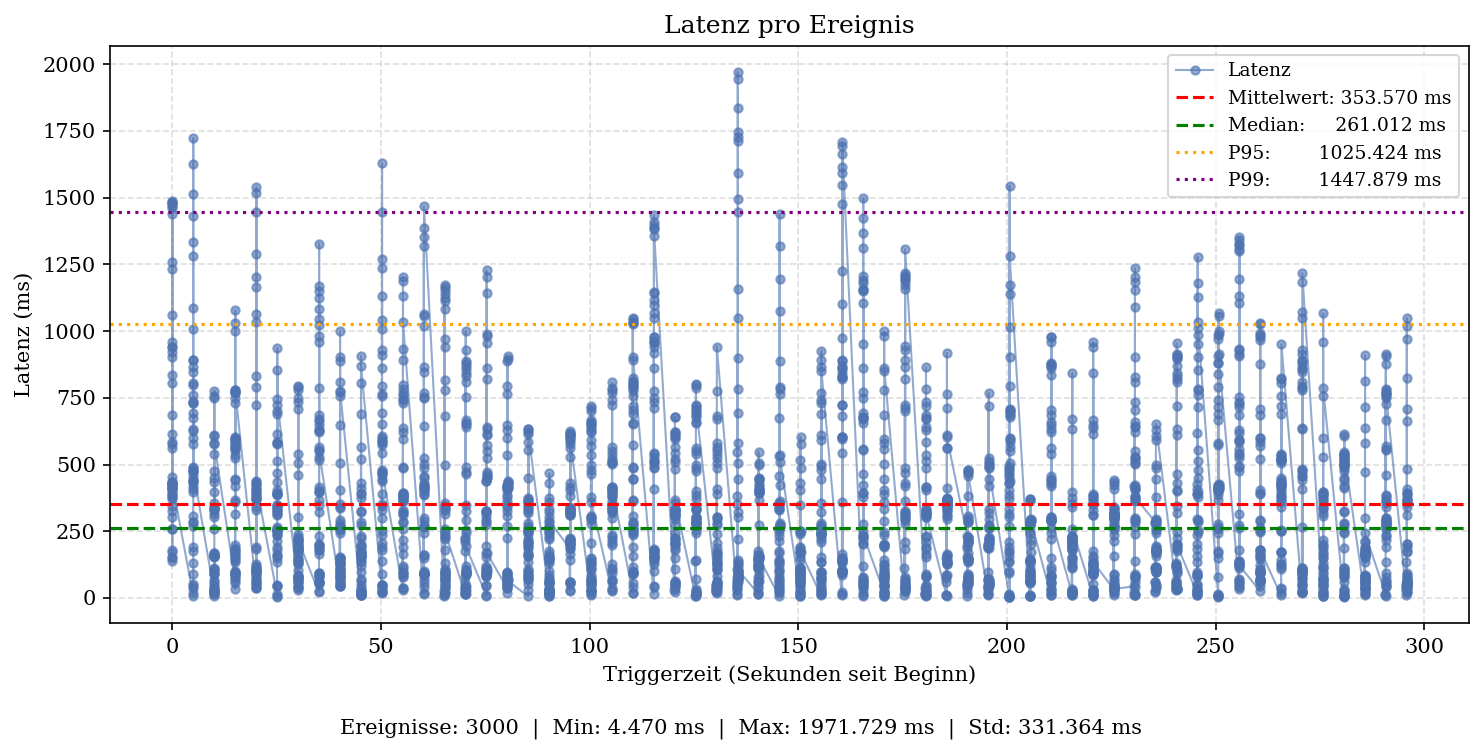 Latenz pro Ereignis
Latenz (ms)
2000
1750
1500
1250
1000
750
500
250
0
Latenz
Mittelwert: 353.570 ms
Median: 261.012 ms
P95: 1025.424 ms
P99: 1447.879 ms
0 50 100 150 200 250 300
Triggerzeit (Sekunden seit Beginn)
Ereignisse: 3000 | Min: 4.470 ms | Max: 1971.729 ms | Std: 331.364 ms